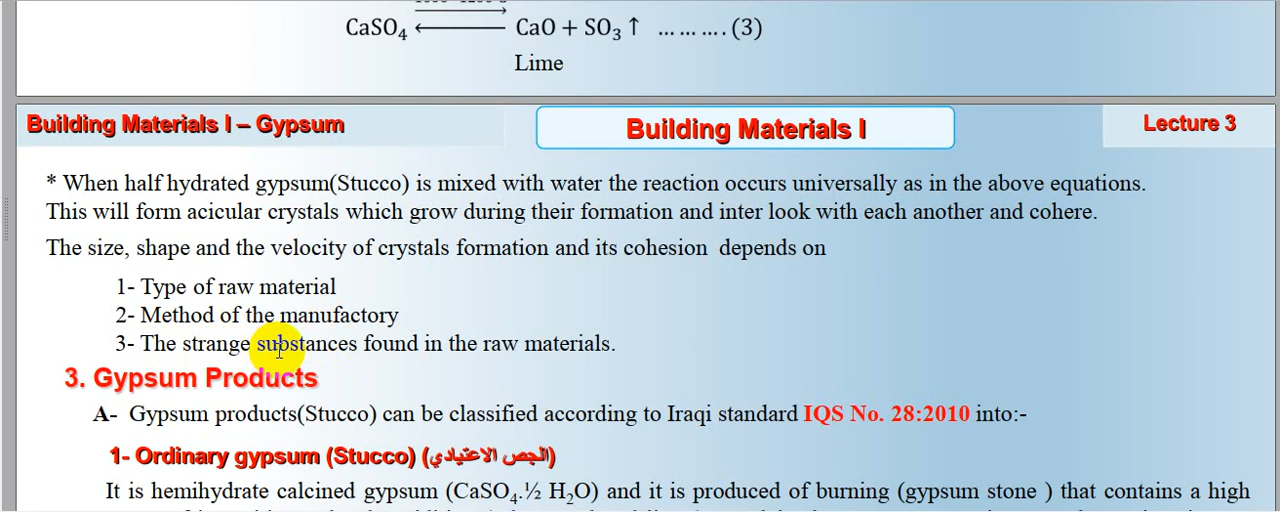 CaSO₄ ⟵ CaO + SO₃ ↑ ... ... ... . (3)
Lime
Building Materials I – Gypsum
Building Materials I
Lecture 3
* When half hydrated gypsum(Stucco) is mixed with water the reaction occurs universally as in the above equations.
This will form acicular crystals which grow during their formation and inter look with each another and cohere.
The size, shape and the velocity of crystals formation and its cohesion depends on
1- Type of raw material
2- Method of the manufactory
3- The strange substances found in the raw materials.
3. Gypsum Products
A- Gypsum products(Stucco) can be classified according to Iraqi standard IQS No. 28:2010 into:-
1- Ordinary gypsum (Stucco) (الجص الاعتيادي)
It is hemihydrate calcined gypsum (CaSO₄.½ H₂O) and it is produced of burning (gypsum stone ) that contains a high